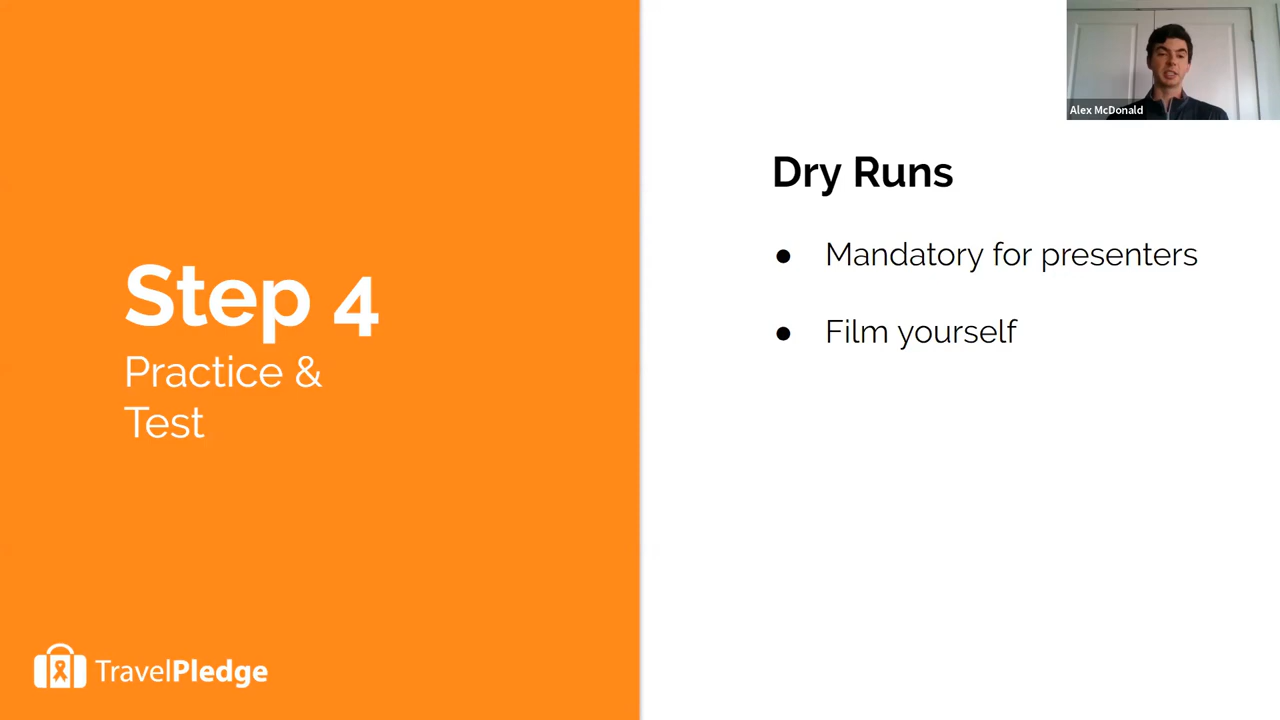 Step 4
Practice &
Test
TravelPledge
Alex McDonald
Dry Runs
● Mandatory for presenters
● Film yourself